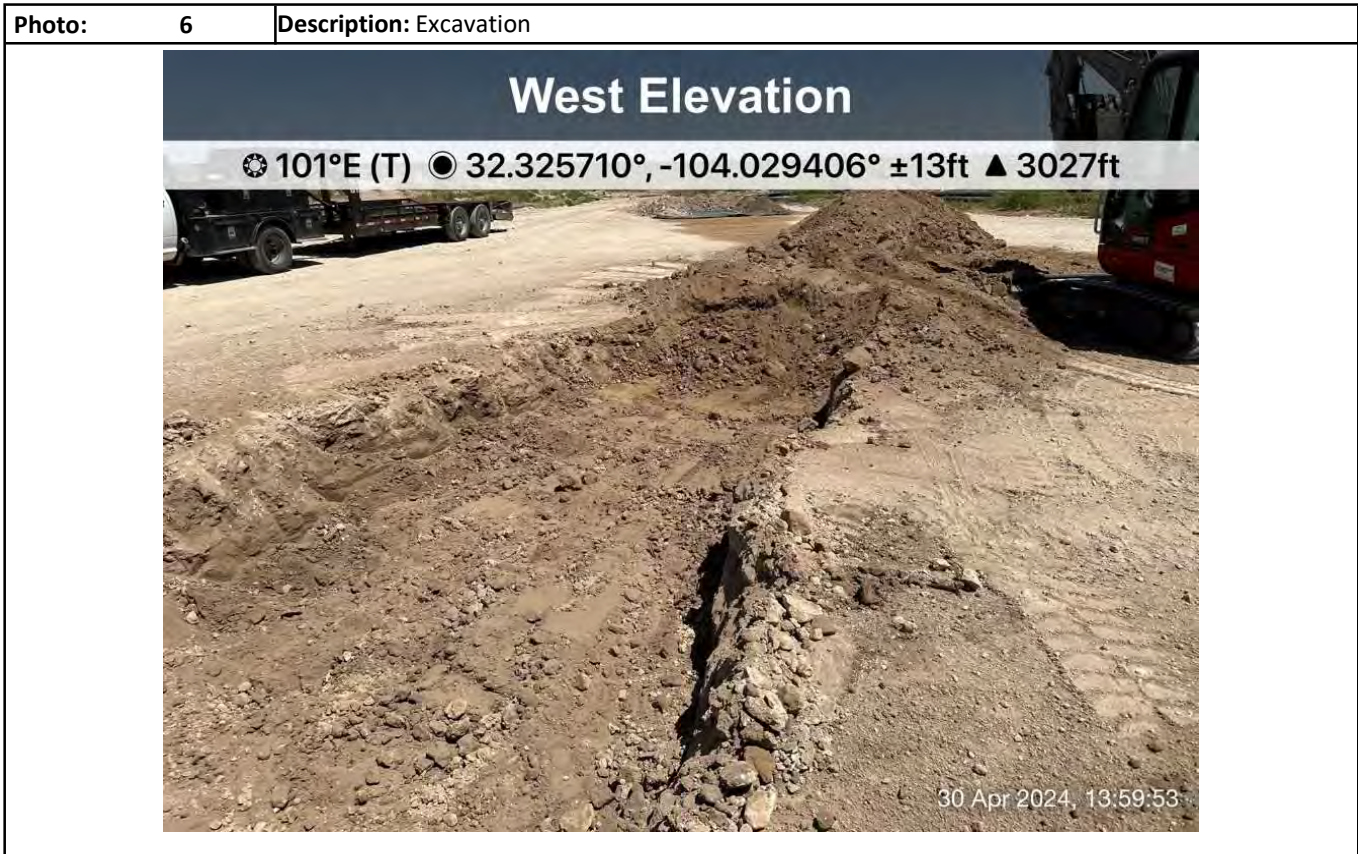 Photo: 6 Description: Excavation
West Elevation
101°E (T) 32.325710°, -104.029406° ±13ft ▲ 3027ft
30 Apr 2024, 13:59:53